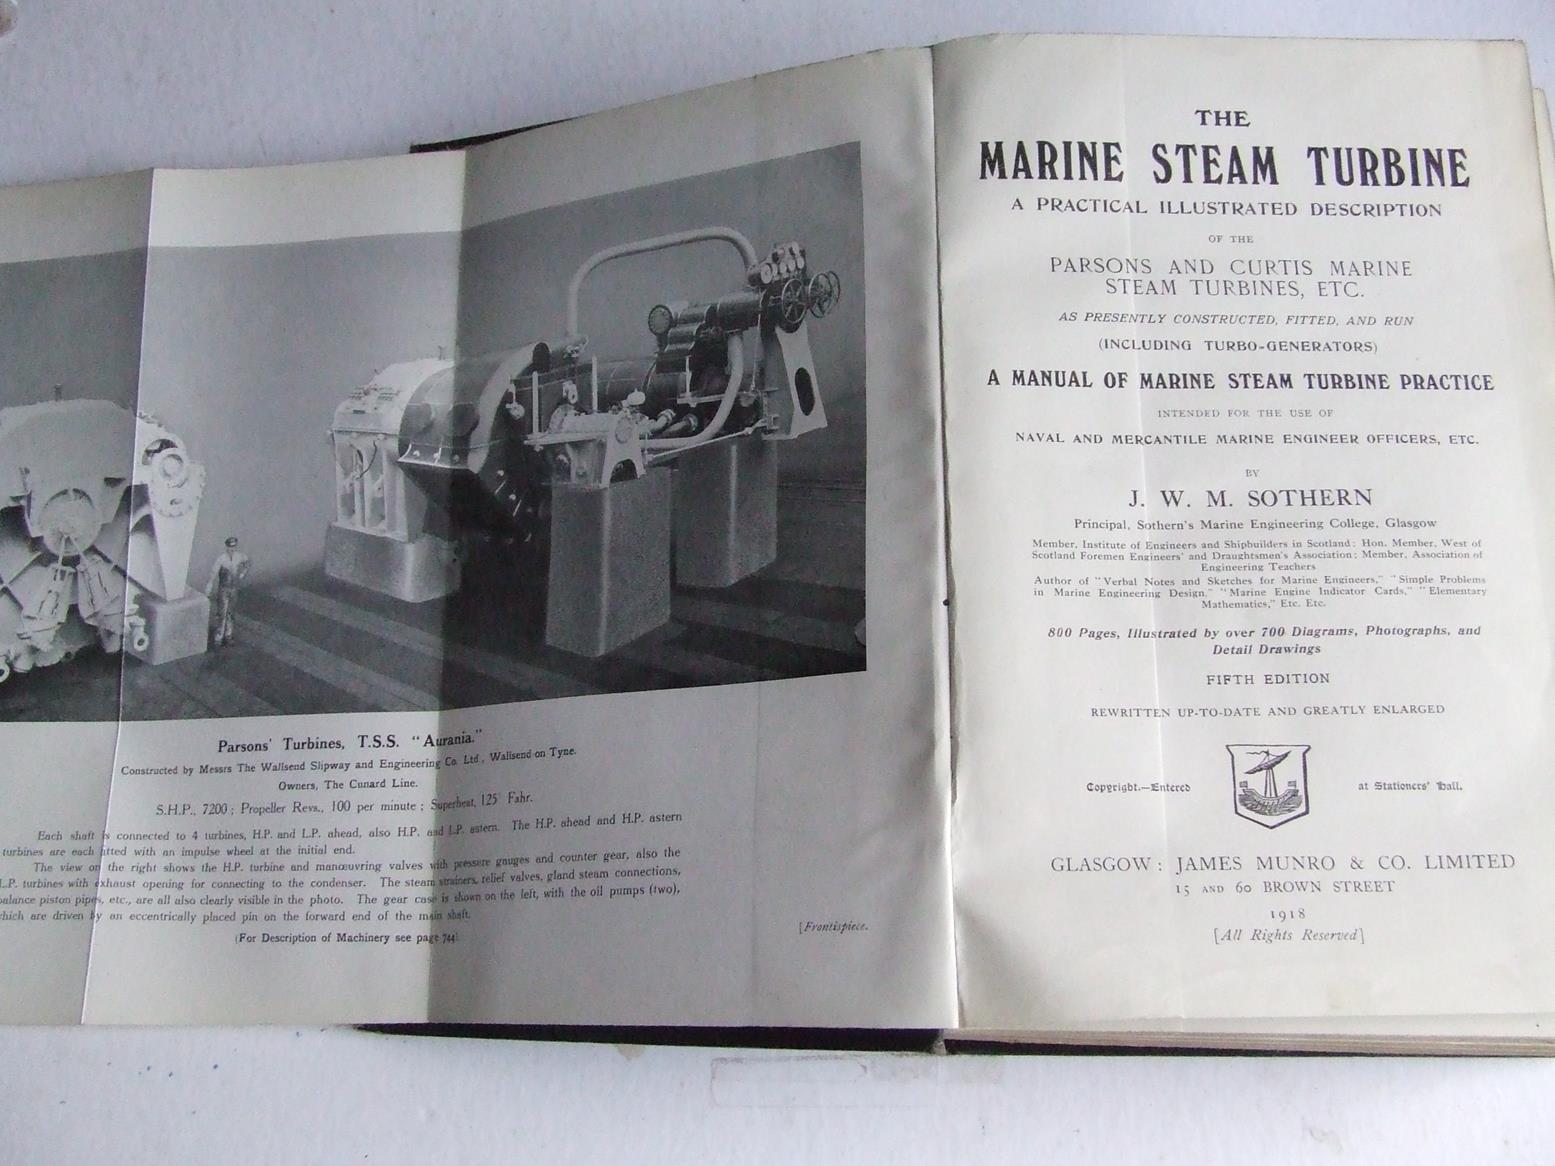 Parsons' Turbines, T.S.S. "Aurania."
Constructed by Messrs The Wallsend Slipway and Engineering Co Ltd, Wallsend on Tyne.
Owners, The Cunard Line.
S.H.P., 7200; Propeller Revs., 100 per minute; Superheat, 125° Fahr.
Each shaft is connected to 4 turbines, H.P. and L.P. ahead, also H.P. and L.P. astern. The H.P. ahead and H.P. astern
turbines are each fitted with an impulse wheel at the initial end.
The view on the right shows the H.P. turbine and manœuvring valves with pressure gauges and counter gear, also the
L.P. turbines with exhaust opening for connecting to the condenser. The steam strainers, relief valves, gland steam connections,
balance piston pipes, etc., are all also clearly visible in the photo. The gear case is shown on the left, with the oil pumps (two),
which are driven by an eccentrically placed pin on the forward end of the main shaft.
(For Description of Machinery see page 744)
[Frontispiece.
THE
MARINE STEAM TURBINE
A PRACTICAL ILLUSTRATED DESCRIPTION
OF THE
PARSONS AND CURTIS MARINE
STEAM TURBINES, ETC.
AS PRESENTLY CONSTRUCTED, FITTED, AND RUN
(INCLUDING TURBO-GENERATORS)
A MANUAL OF MARINE STEAM TURBINE PRACTICE
INTENDED FOR THE USE OF
NAVAL AND MERCANTILE MARINE ENGINEER OFFICERS, ETC.
BY
J. W. M. SOTHERN
Principal, Sothern's Marine Engineering College, Glasgow
Member, Institute of Engineers and Shipbuilders in Scotland; Hon. Member, West of
Scotland Foremen Engineers' and Draughtsmen's Association; Member, Association of
Engineering Teachers
Author of "Verbal Notes and Sketches for Marine Engineers," "Simple Problems
in Marine Engineering Design," "Marine Engine Indicator Cards," "Elementary
Mathematics," Etc. Etc.
800 Pages, Illustrated by over 700 Diagrams, Photographs, and
Detail Drawings
FIFTH EDITION
REWRITTEN UP-TO-DATE AND GREATLY ENLARGED
Copyright.—Entered at Stationers' Hall.
GLASGOW: JAMES MUNRO & CO. LIMITED
15 AND 60 BROWN STREET
1918
[All Rights Reserved]